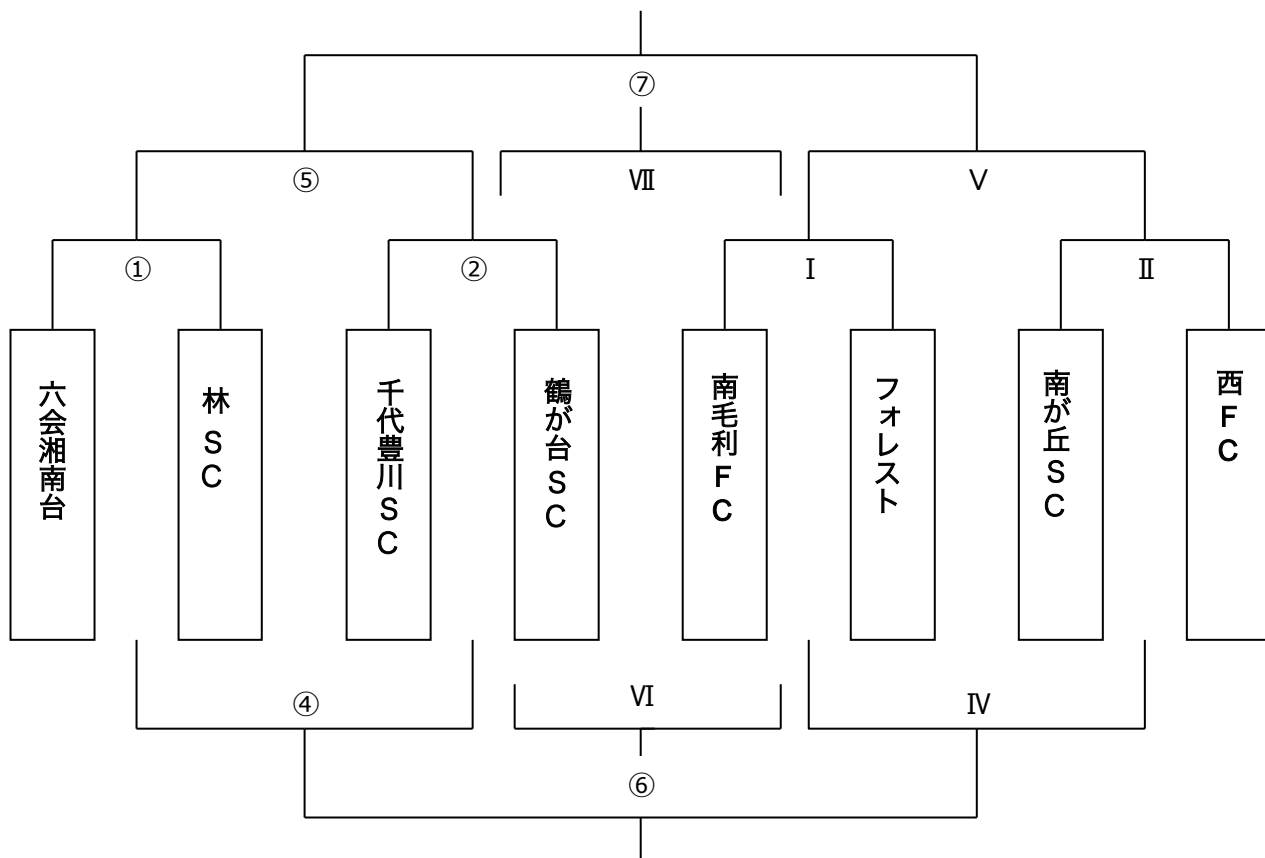 ⑦
⑤
Ⅶ
Ⅴ
①
②
Ⅰ
Ⅱ
六会湘南台
林ＳＣ
千代豊川ＳＣ
鶴が台ＳＣ
南毛利ＦＣ
フォレスト
南が丘ＳＣ
西ＦＣ
④
Ⅵ
Ⅳ
⑥